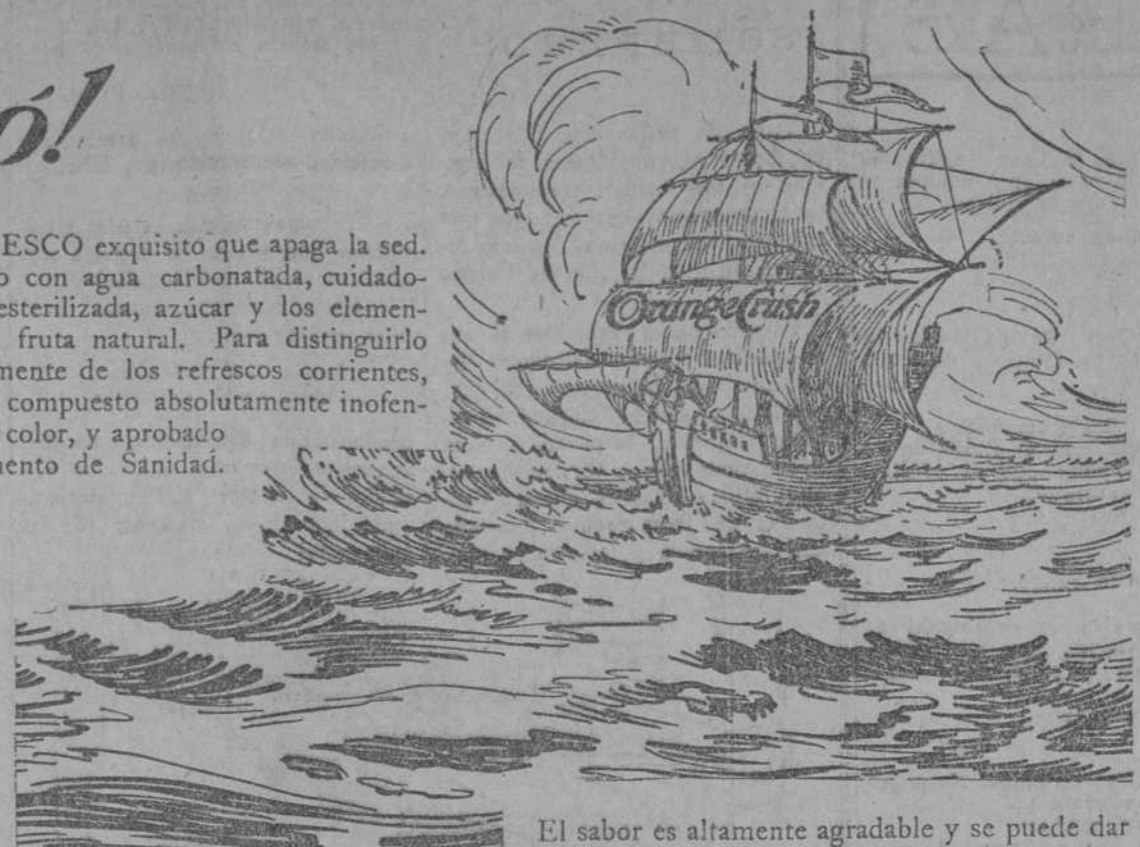 ó!
ESCO exquisito que apaga la sed.
o con agua carbonatada, cuidado-
esterilizada, azúcar y los elemen-
fruta natural. Para distinguirlo
mente de los refrescos corrientes,
compuesto absolutamente inofen-
color, y aprobado
mento de Sanidad.
Orange Crush
El sabor es altamente agradable y se puede dar